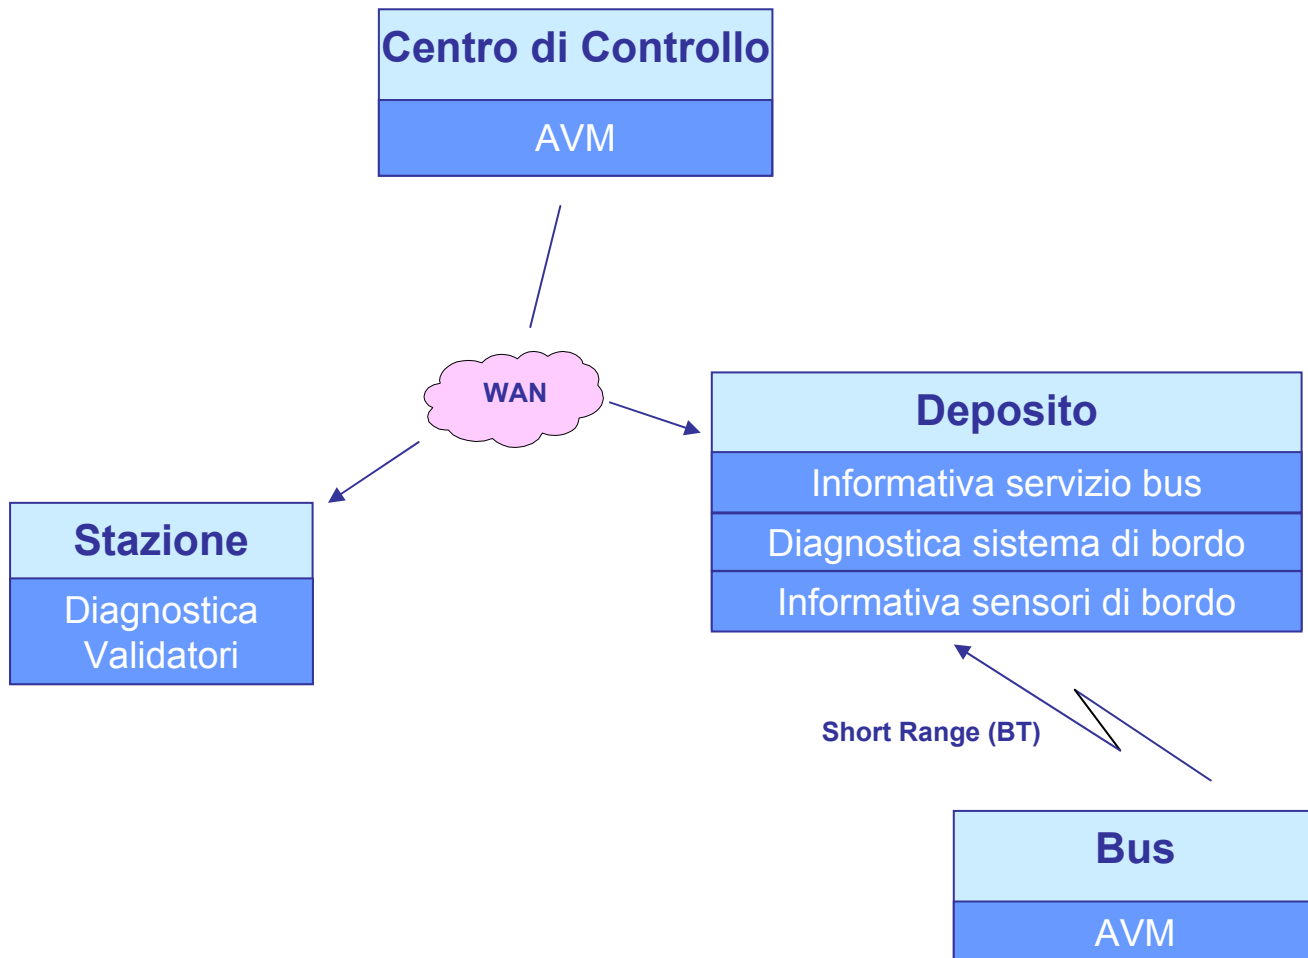 Centro di Controllo
AVM
WAN
Deposito
Informativa servizio bus
Diagnostica sistema di bordo
Informativa sensori di bordo
Stazione
Diagnostica
Validatori
Short Range (BT)
Bus
AVM